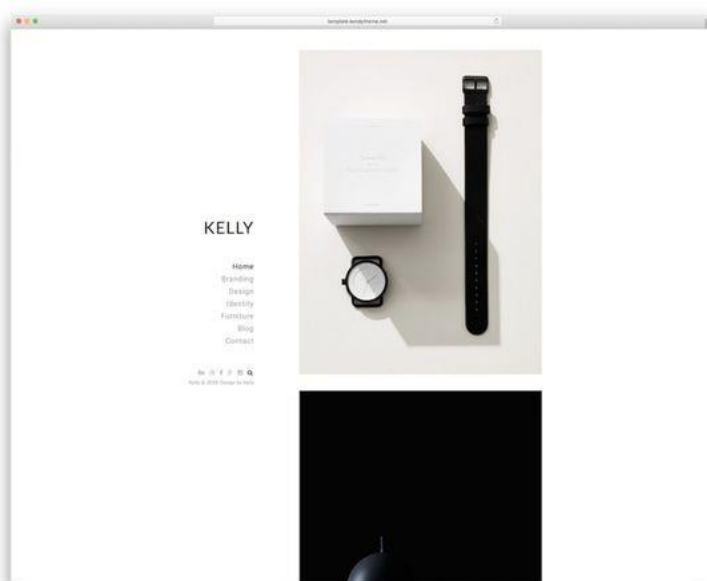 KELLY
Home
Branding
Design
Identity
Furniture
Blog
Contact